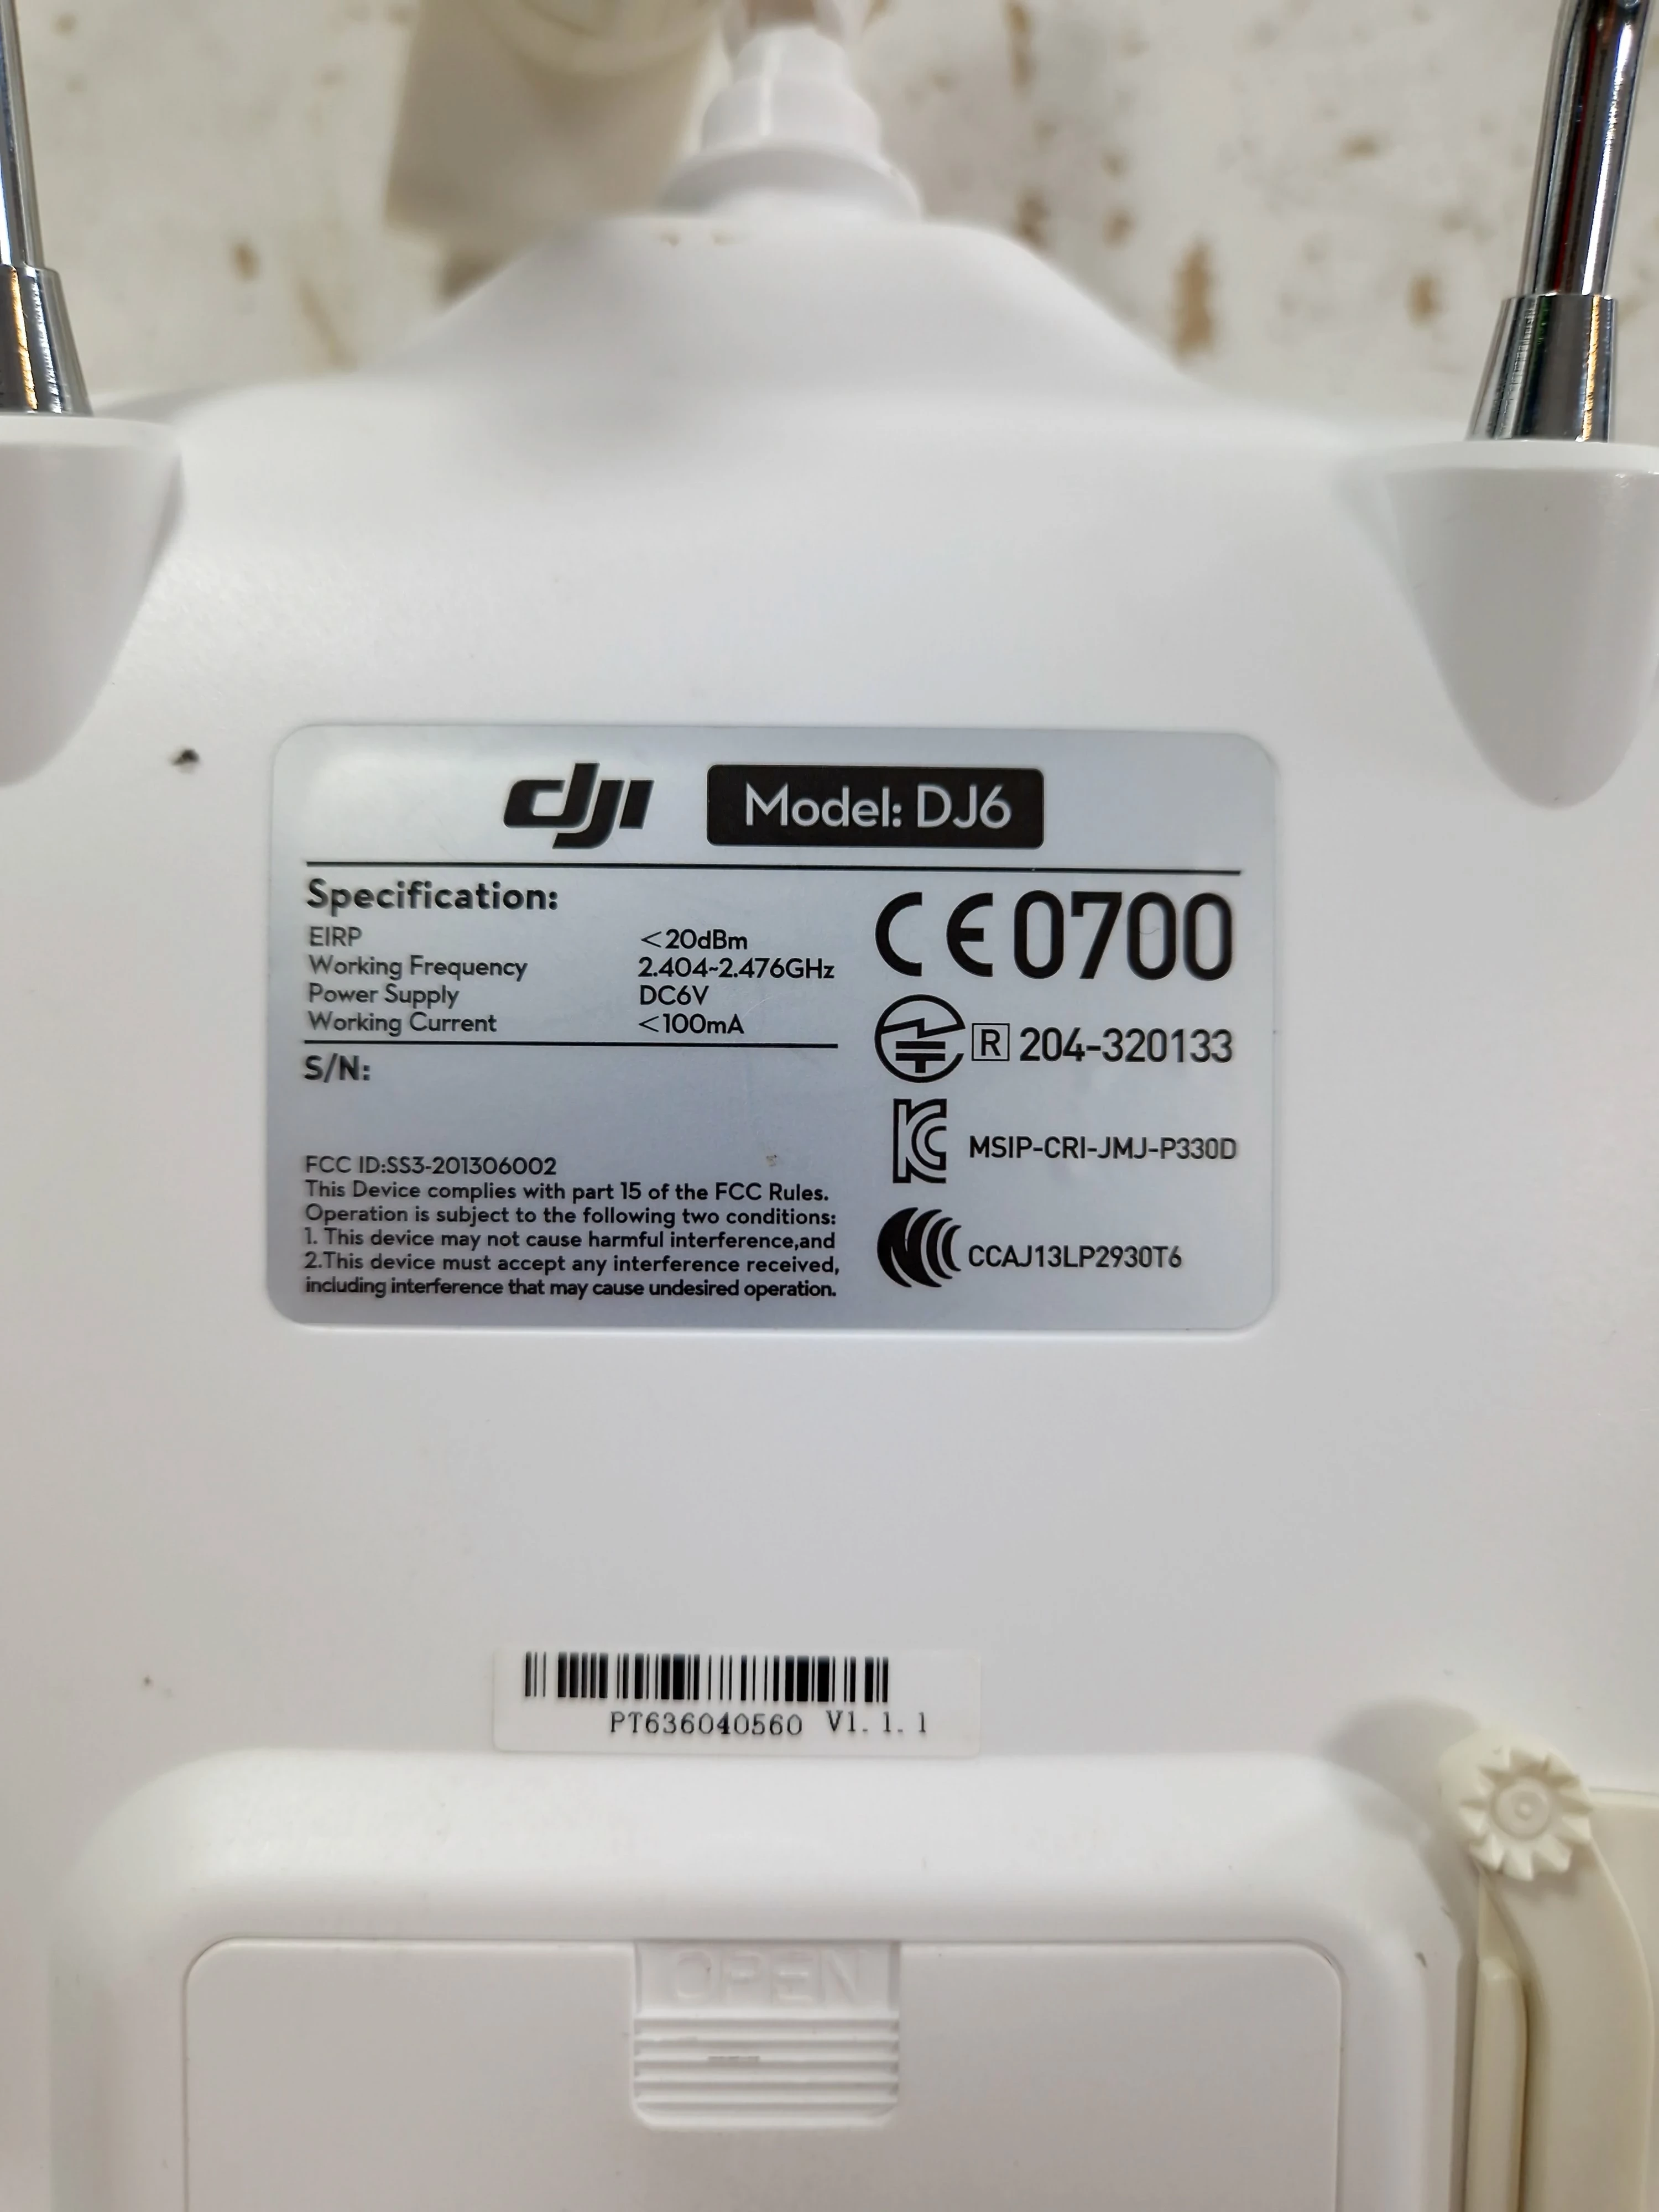 dji Model: DJ6
Specification:
EIRP <20dBm
Working Frequency 2.404~2.476GHz
Power Supply DC6V
Working Current <100mA
S/N:
FCC ID:SS3-201306002
This Device complies with part 15 of the FCC Rules.
Operation is subject to the following two conditions:
1. This device may not cause harmful interference,and
2.This device must accept any interference received,
including interference that may cause undesired operation.
CE0700
R 204-320133
KC MSIP-CRI-JMJ-P330D
NCC CCAJ13LP2930T6
PT636040560 V1.1.1
OPEN